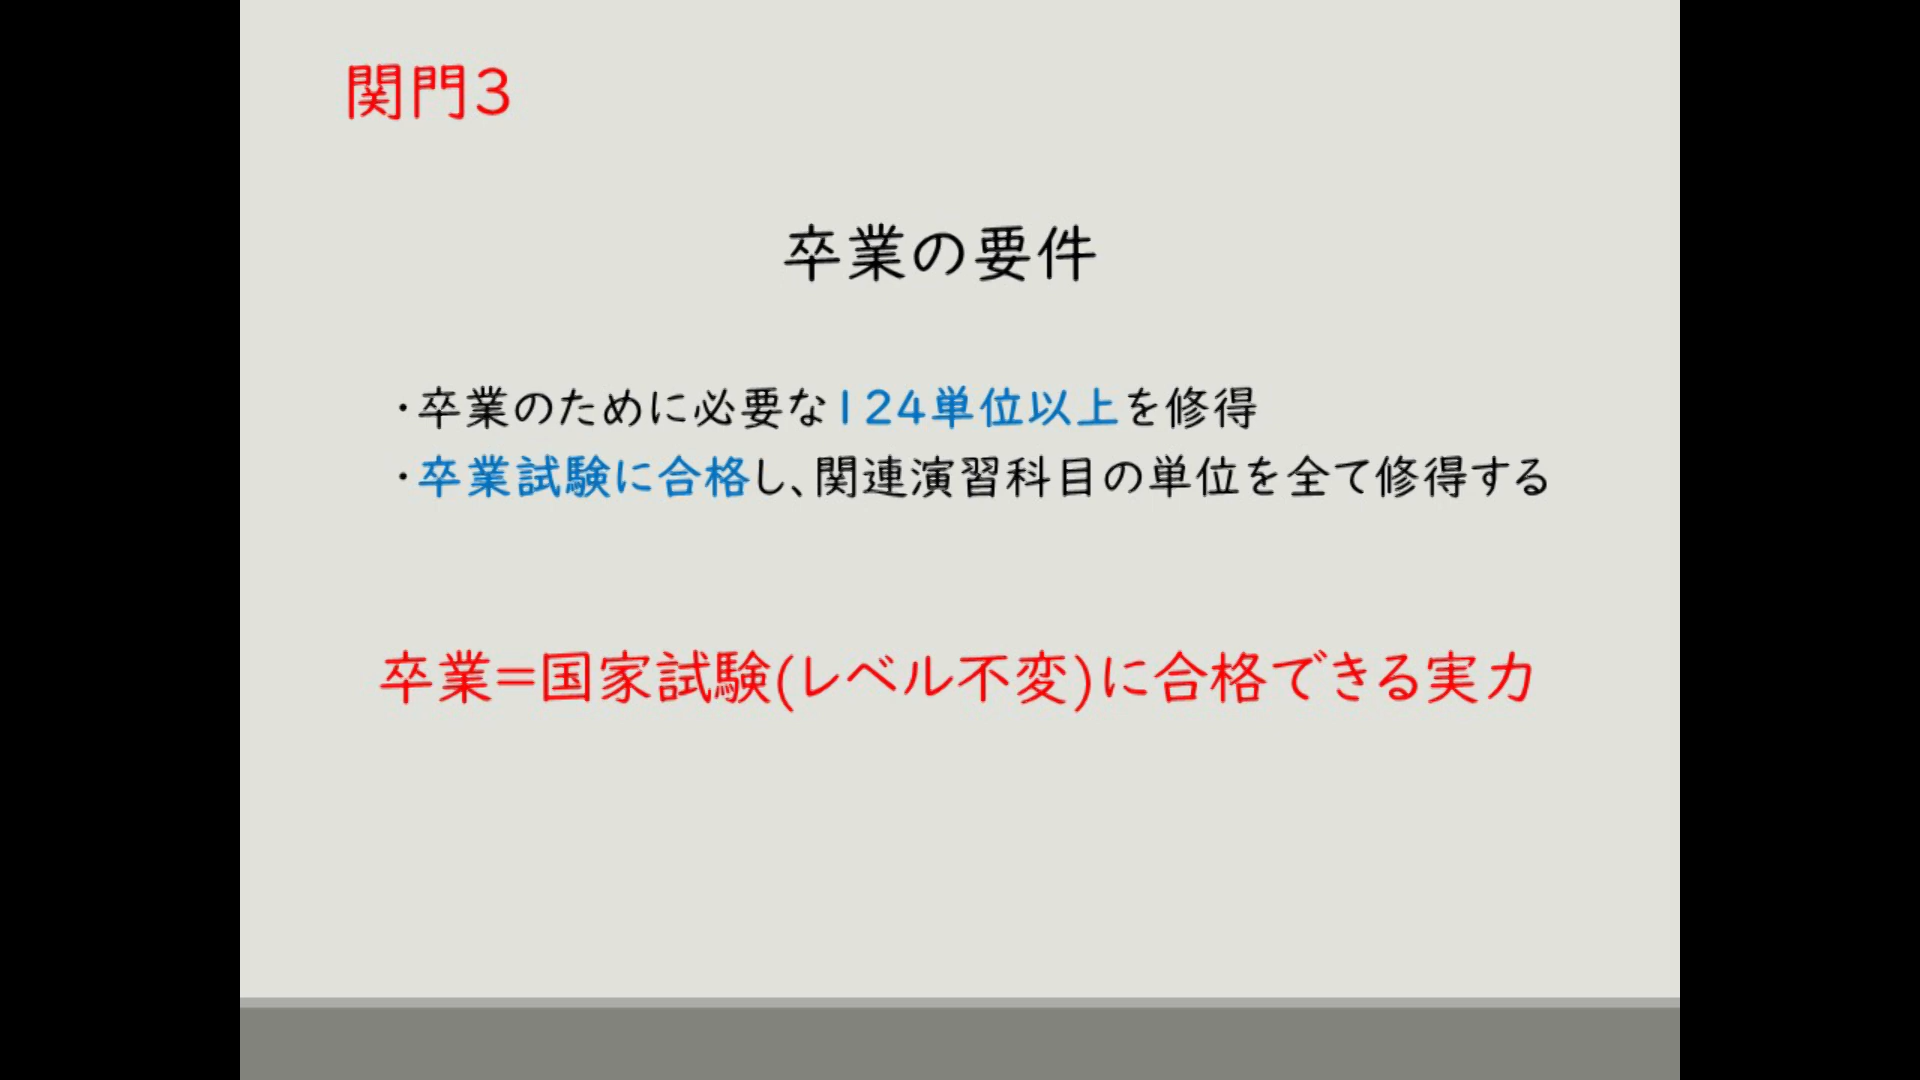 関門3
卒業の要件
・卒業のために必要な124単位以上を修得
・卒業試験に合格し、関連演習科目の単位を全て修得する
卒業=国家試験(レベル不変)に合格できる実力